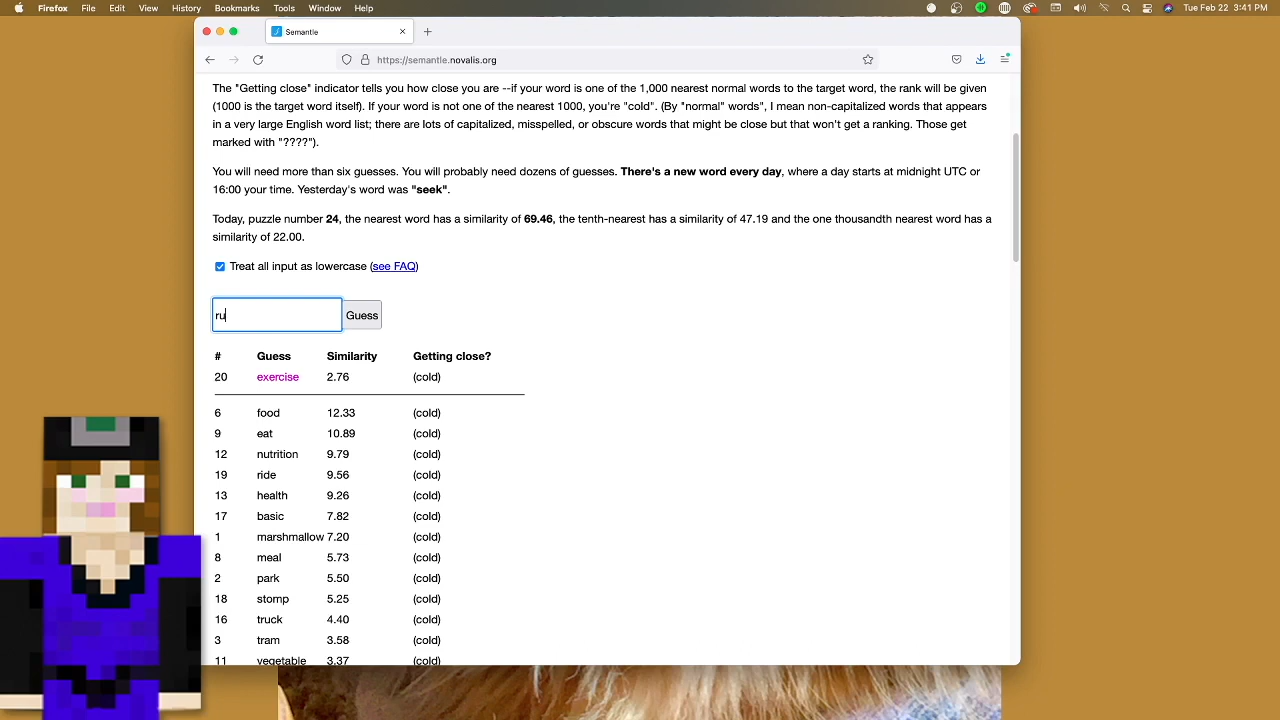 Firefox File Edit View History Bookmarks Tools Window Help Tue Feb 22 3:41 PM
Semantle
https://semantle.novalis.org
The "Getting close" indicator tells you how close you are --if your word is one of the 1,000 nearest normal words to the target word, the rank will be given
(1000 is the target word itself). If your word is not one of the nearest 1000, you're "cold". (By "normal" words", I mean non-capitalized words that appears
in a very large English word list; there are lots of capitalized, misspelled, or obscure words that might be close but that won't get a ranking. Those get
marked with "????").
You will need more than six guesses. You will probably need dozens of guesses. There's a new word every day, where a day starts at midnight UTC or
16:00 your time. Yesterday's word was "seek".
Today, puzzle number 24, the nearest word has a similarity of 69.46, the tenth-nearest has a similarity of 47.19 and the one thousandth nearest word has a
similarity of 22.00.
Treat all input as lowercase (see FAQ)
ru Guess
# Guess Similarity Getting close?
20 exercise 2.76 (cold)
6 food 12.33 (cold)
9 eat 10.89 (cold)
12 nutrition 9.79 (cold)
19 ride 9.56 (cold)
13 health 9.26 (cold)
17 basic 7.82 (cold)
1 marshmallow 7.20 (cold)
8 meal 5.73 (cold)
2 park 5.50 (cold)
18 stomp 5.25 (cold)
16 truck 4.40 (cold)
3 tram 3.58 (cold)
11 vegetable 3.37 (cold)